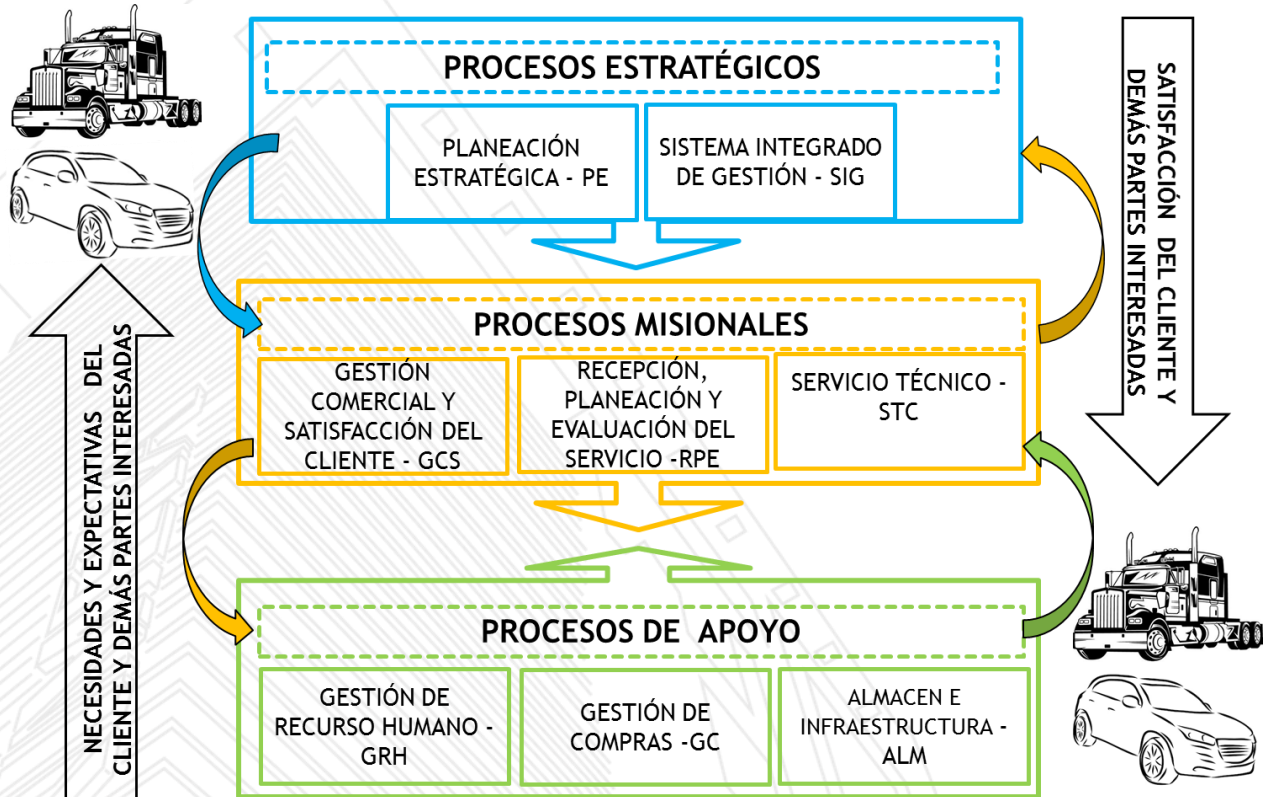 PROCESOS ESTRATÉGICOS
PLANEACIÓN
ESTRATÉGICA - PE
SISTEMA INTEGRADO
DE GESTIÓN - SIG
PROCESOS MISIONALES
GESTIÓN
COMERCIAL Y
SATISFACCIÓN DEL
CLIENTE - GCS
RECEPCIÓN,
PLANEACIÓN Y
EVALUACIÓN DEL
SERVICIO -RPE
SERVICIO TÉCNICO -
STC
PROCESOS DE APOYO
GESTIÓN DE
RECURSO HUMANO -
GRH
GESTIÓN DE
COMPRAS -GC
ALMACEN E
INFRAESTRUCTURA -
ALM
NECESIDADES Y EXPECTATIVAS DEL
CLIENTE Y DEMÁS PARTES INTERESADAS
SATISFACCIÓN DEL CLIENTE Y
DEMÁS PARTES INTERESADAS